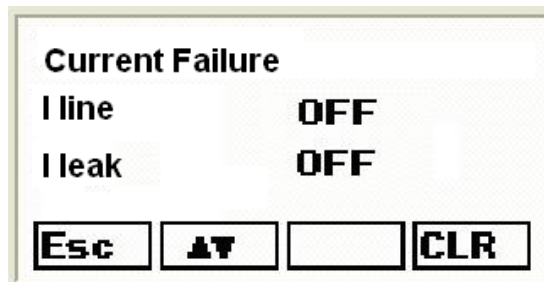 Current Failure
I line OFF
I leak OFF
Esc ▲▼ CLR